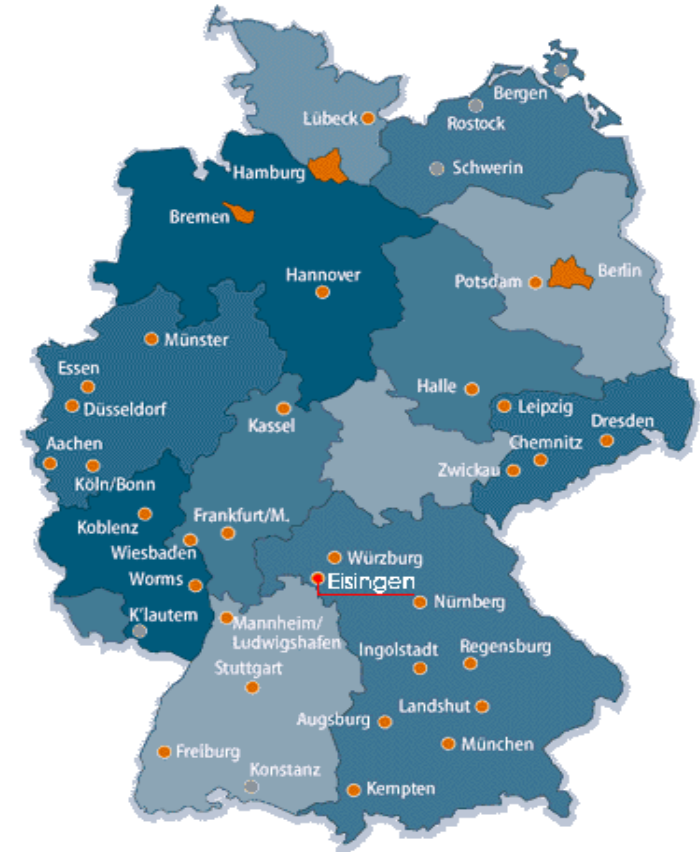 Bergen
Lübeck
Rostock
Schwerin
Hamburg
Bremen
Hannover
Potsdam
Berlin
Münster
Essen
Düsseldorf
Halle
Leipzig
Kassel
Dresden
Aachen
Chemnitz
Zwickau
Köln/Bonn
Koblenz
Frankfurt/M.
Wiesbaden
Würzburg
Worms
Eisingen
Nürnberg
K'lautern
Mannheim/
Ludwigshafen
Ingolstadt
Regensburg
Stuttgart
Landshut
Augsburg
München
Freiburg
Konstanz
Kempten